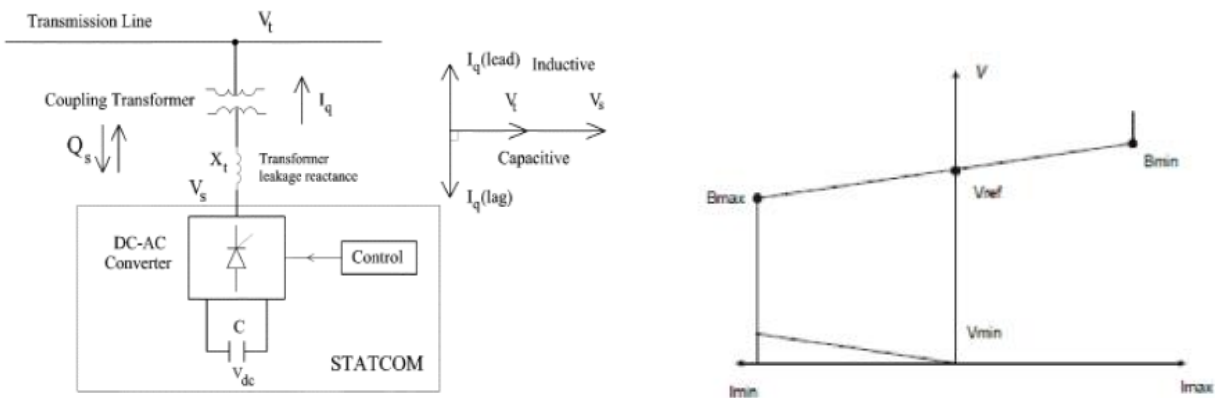 Transmission Line
V_t
Coupling Transformer
I_q
Q_s
X_t
Transformer
leakage reactance
V_s
DC-AC
Converter
Control
C
V_dc
STATCOM
I_q(lead)
Inductive
V_t
V_s
Capacitive
I_q(lag)
V
Bmin
Bmax
Vref
Vmin
Imin
Imax